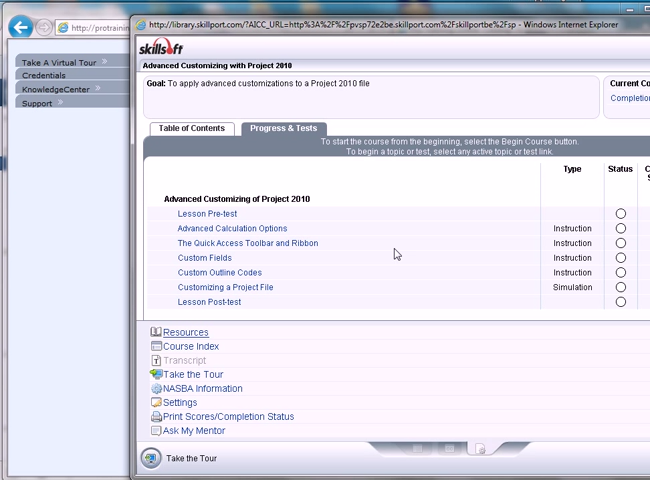 http://library.skillport.com/?AICC_URL=http%3A%2F%2Fpvsp72e2be.skillport.com%2Fskillportbe%2Fsp - Windows Internet Explorer
http://protraining
skillsoft
Take A Virtual Tour »
Credentials
KnowledgeCenter »
Support »
Advanced Customizing with Project 2010
Goal: To apply advanced customizations to a Project 2010 file
Current Co
Completio
Table of Contents
Progress & Tests
To start the course from the beginning, select the Begin Course button.
To begin a topic or test, select any active topic or test link.
Type
Status
Advanced Customizing of Project 2010
Lesson Pre-test
Advanced Calculation Options Instruction
The Quick Access Toolbar and Ribbon Instruction
Custom Fields Instruction
Custom Outline Codes Instruction
Customizing a Project File Simulation
Lesson Post-test
Resources
Course Index
Transcript
Take the Tour
NASBA Information
Settings
Print Scores/Completion Status
Ask My Mentor
Take the Tour